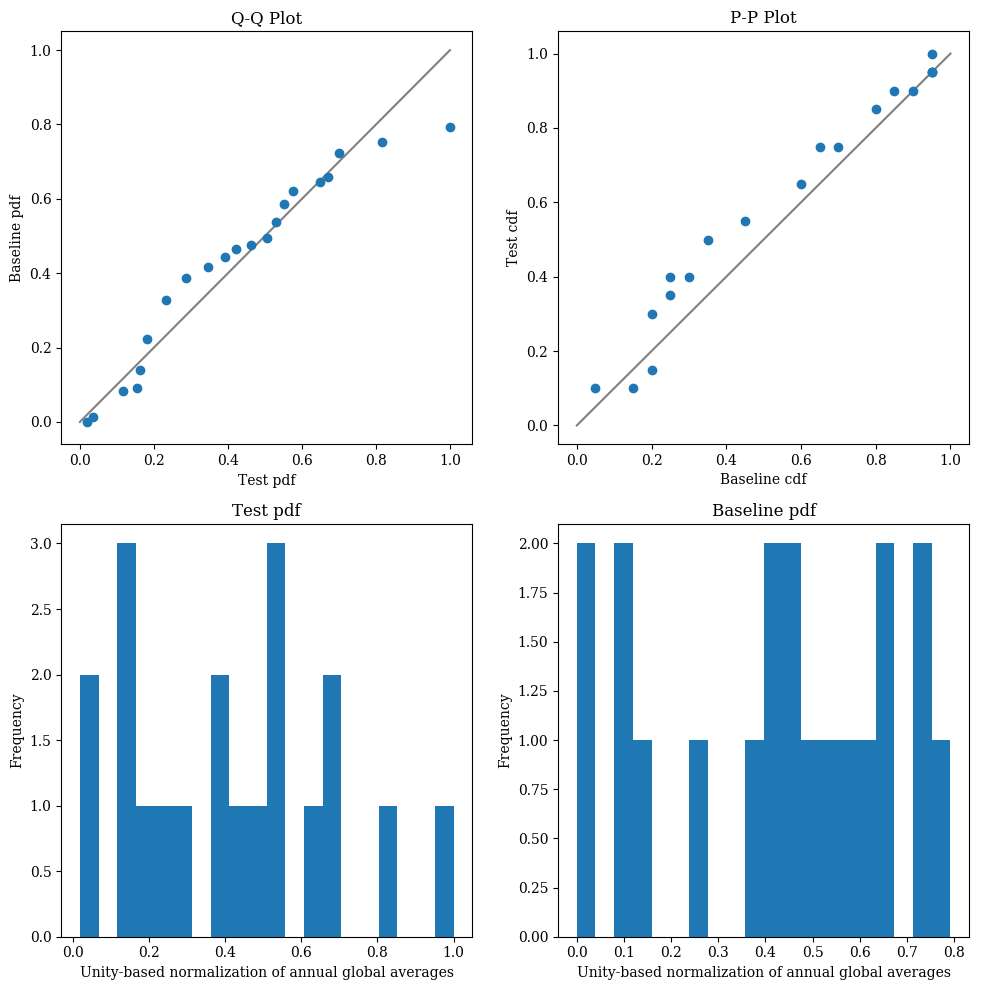 Q-Q Plot
1.0
0.8
0.6
0.4
0.2
0.0
Baseline pdf
0.0 0.2 0.4 0.6 0.8 1.0
Test pdf
P-P Plot
1.0
0.8
0.6
0.4
0.2
0.0
Test cdf
0.0 0.2 0.4 0.6 0.8 1.0
Baseline cdf
Test pdf
3.0
2.5
2.0
1.5
1.0
0.5
0.0
Frequency
0.0 0.2 0.4 0.6 0.8 1.0
Unity-based normalization of annual global averages
Baseline pdf
2.00
1.75
1.50
1.25
1.00
0.75
0.50
0.25
0.00
Frequency
0.0 0.1 0.2 0.3 0.4 0.5 0.6 0.7 0.8
Unity-based normalization of annual global averages